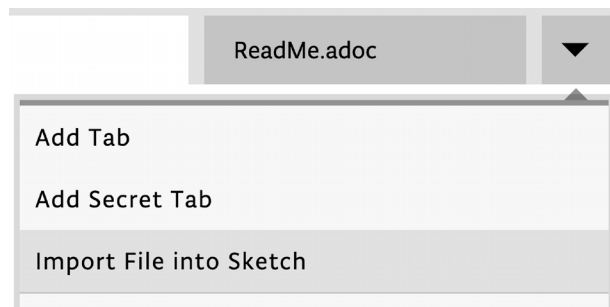 ReadMe.adoc
Add Tab
Add Secret Tab
Import File into Sketch